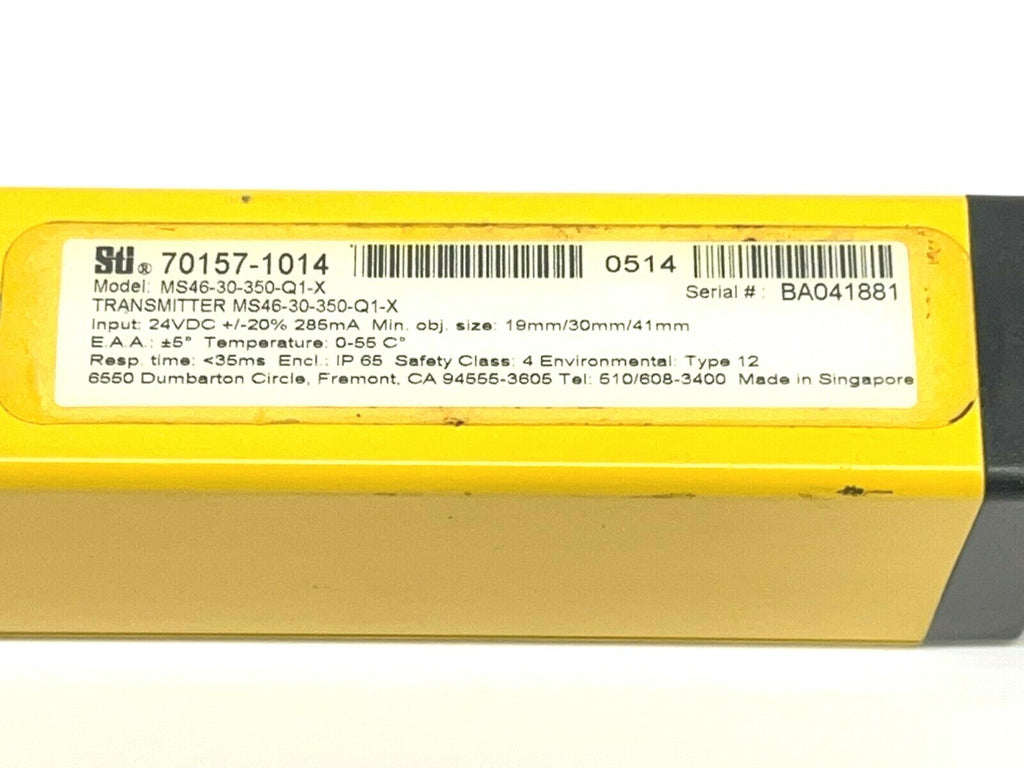 Sti® 70157-1014 0514
Model: MS46-30-350-Q1-X Serial #: BA041881
TRANSMITTER MS46-30-350-Q1-X
Input: 24VDC +/-20% 285mA Min. obj. size: 19mm/30mm/41mm
E.A.A.: ±5° Temperature: 0-55 C°
Resp. time: <35ms Encl.: IP 65 Safety Class: 4 Environmental: Type 12
6550 Dumbarton Circle, Fremont, CA 94555-3605 Tel: 510/608-3400 Made in Singapore